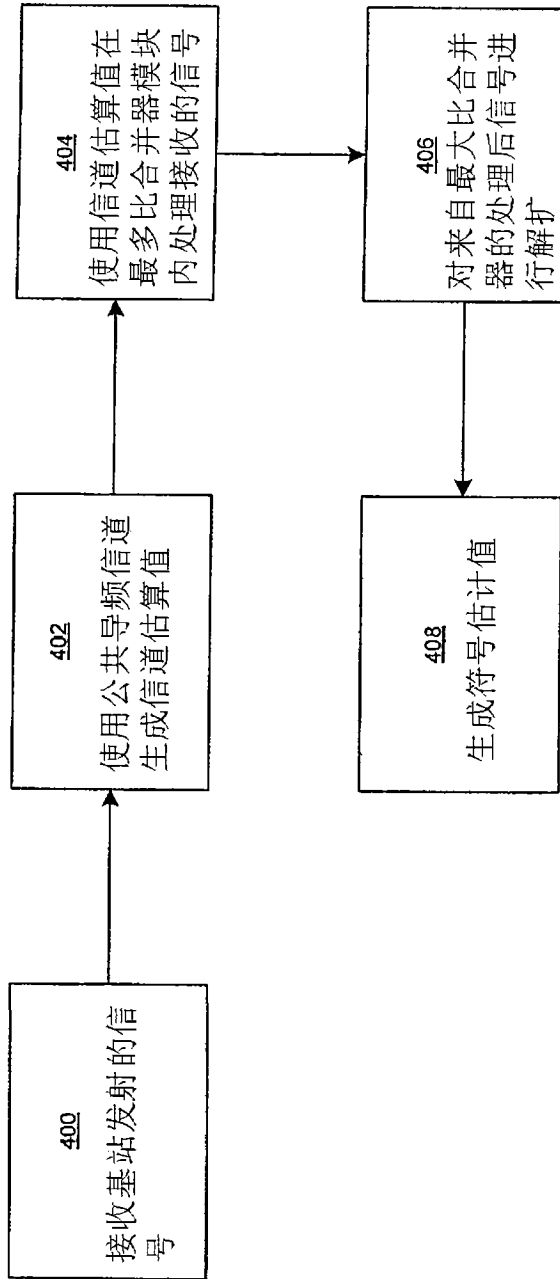 400
接收基站发射的信
号
402
使用公共导频信道
生成信道估算值
404
使用信道估算值在
最多比合并器模块
内处理接收的信号
406
对来自最大比合并
器的处理后信号进
行解扩
408
生成符号估计值